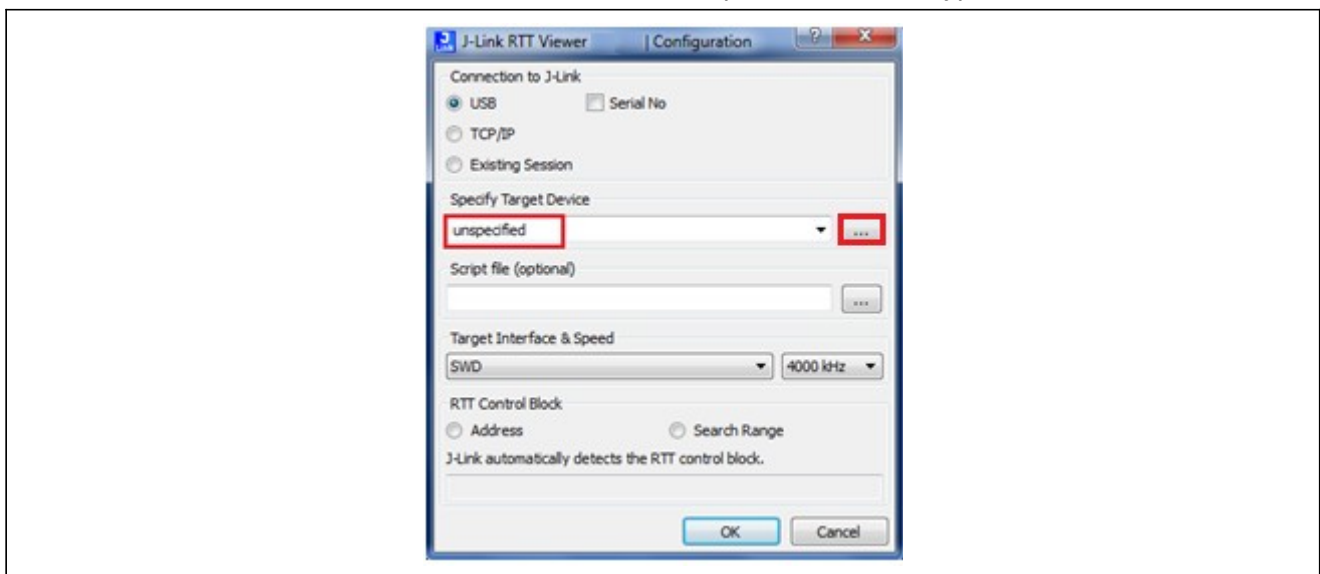 J-Link RTT Viewer | Configuration
Connection to J-Link
USB Serial No
TCP/IP
Existing Session
Specify Target Device
unspecified ...
Script file (optional)
...
Target Interface & Speed
SWD 4000 kHz
RTT Control Block
Address Search Range
J-Link automatically detects the RTT control block.
OK Cancel